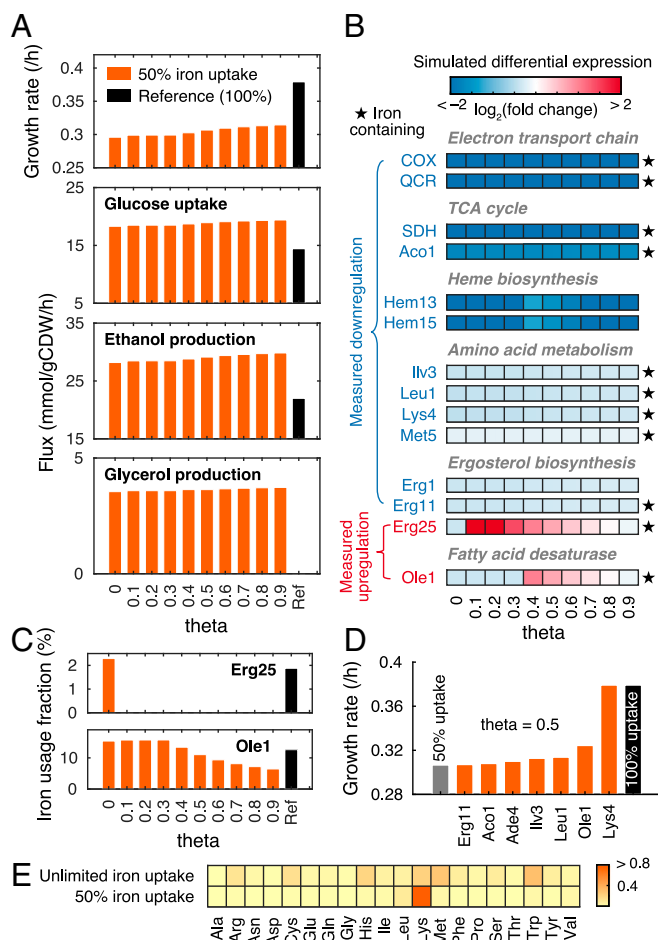 A
Growth rate (/h)
0.4
0.35
0.3
0.25
50% iron uptake
Reference (100%)
Flux (mmol/gCDW/h)
Glucose uptake
25
15
5
Ethanol production
35
25
15
Glycerol production
5
0
0
0.1
0.2
0.3
0.4
0.5
0.6
0.7
0.8
0.9
Ref
theta
B
Simulated differential expression
<−2
log2(fold change)
>2
★ Iron
containing
Measured downregulation
Electron transport chain
COX ★
QCR ★
TCA cycle
SDH ★
Aco1 ★
Heme biosynthesis
Hem13
Hem15
Amino acid metabolism
Ilv3 ★
Leu1 ★
Lys4 ★
Met5 ★
Ergosterol biosynthesis
Erg1
Erg11 ★
Measured
upregulation
Erg25 ★
Fatty acid desaturase
Ole1 ★
0
0.1
0.2
0.3
0.4
0.5
0.6
0.7
0.8
0.9
theta
C
Iron usage fraction (%)
Erg25
2
1
0
Ole1
10
0
0
0.1
0.2
0.3
0.4
0.5
0.6
0.7
0.8
0.9
Ref
theta
D
Growth rate (/h)
0.4
0.36
0.32
0.28
theta = 0.5
50% uptake
100% uptake
Erg11
Aco1
Ade4
Ilv3
Leu1
Ole1
Lys4
E
Unlimited iron uptake
50% iron uptake
> 0.8
0.4
Ala
Arg
Asn
Asp
Cys
Glu
Gln
Gly
His
Ile
Leu
Lys
Met
Phe
Pro
Ser
Thr
Trp
Tyr
Val